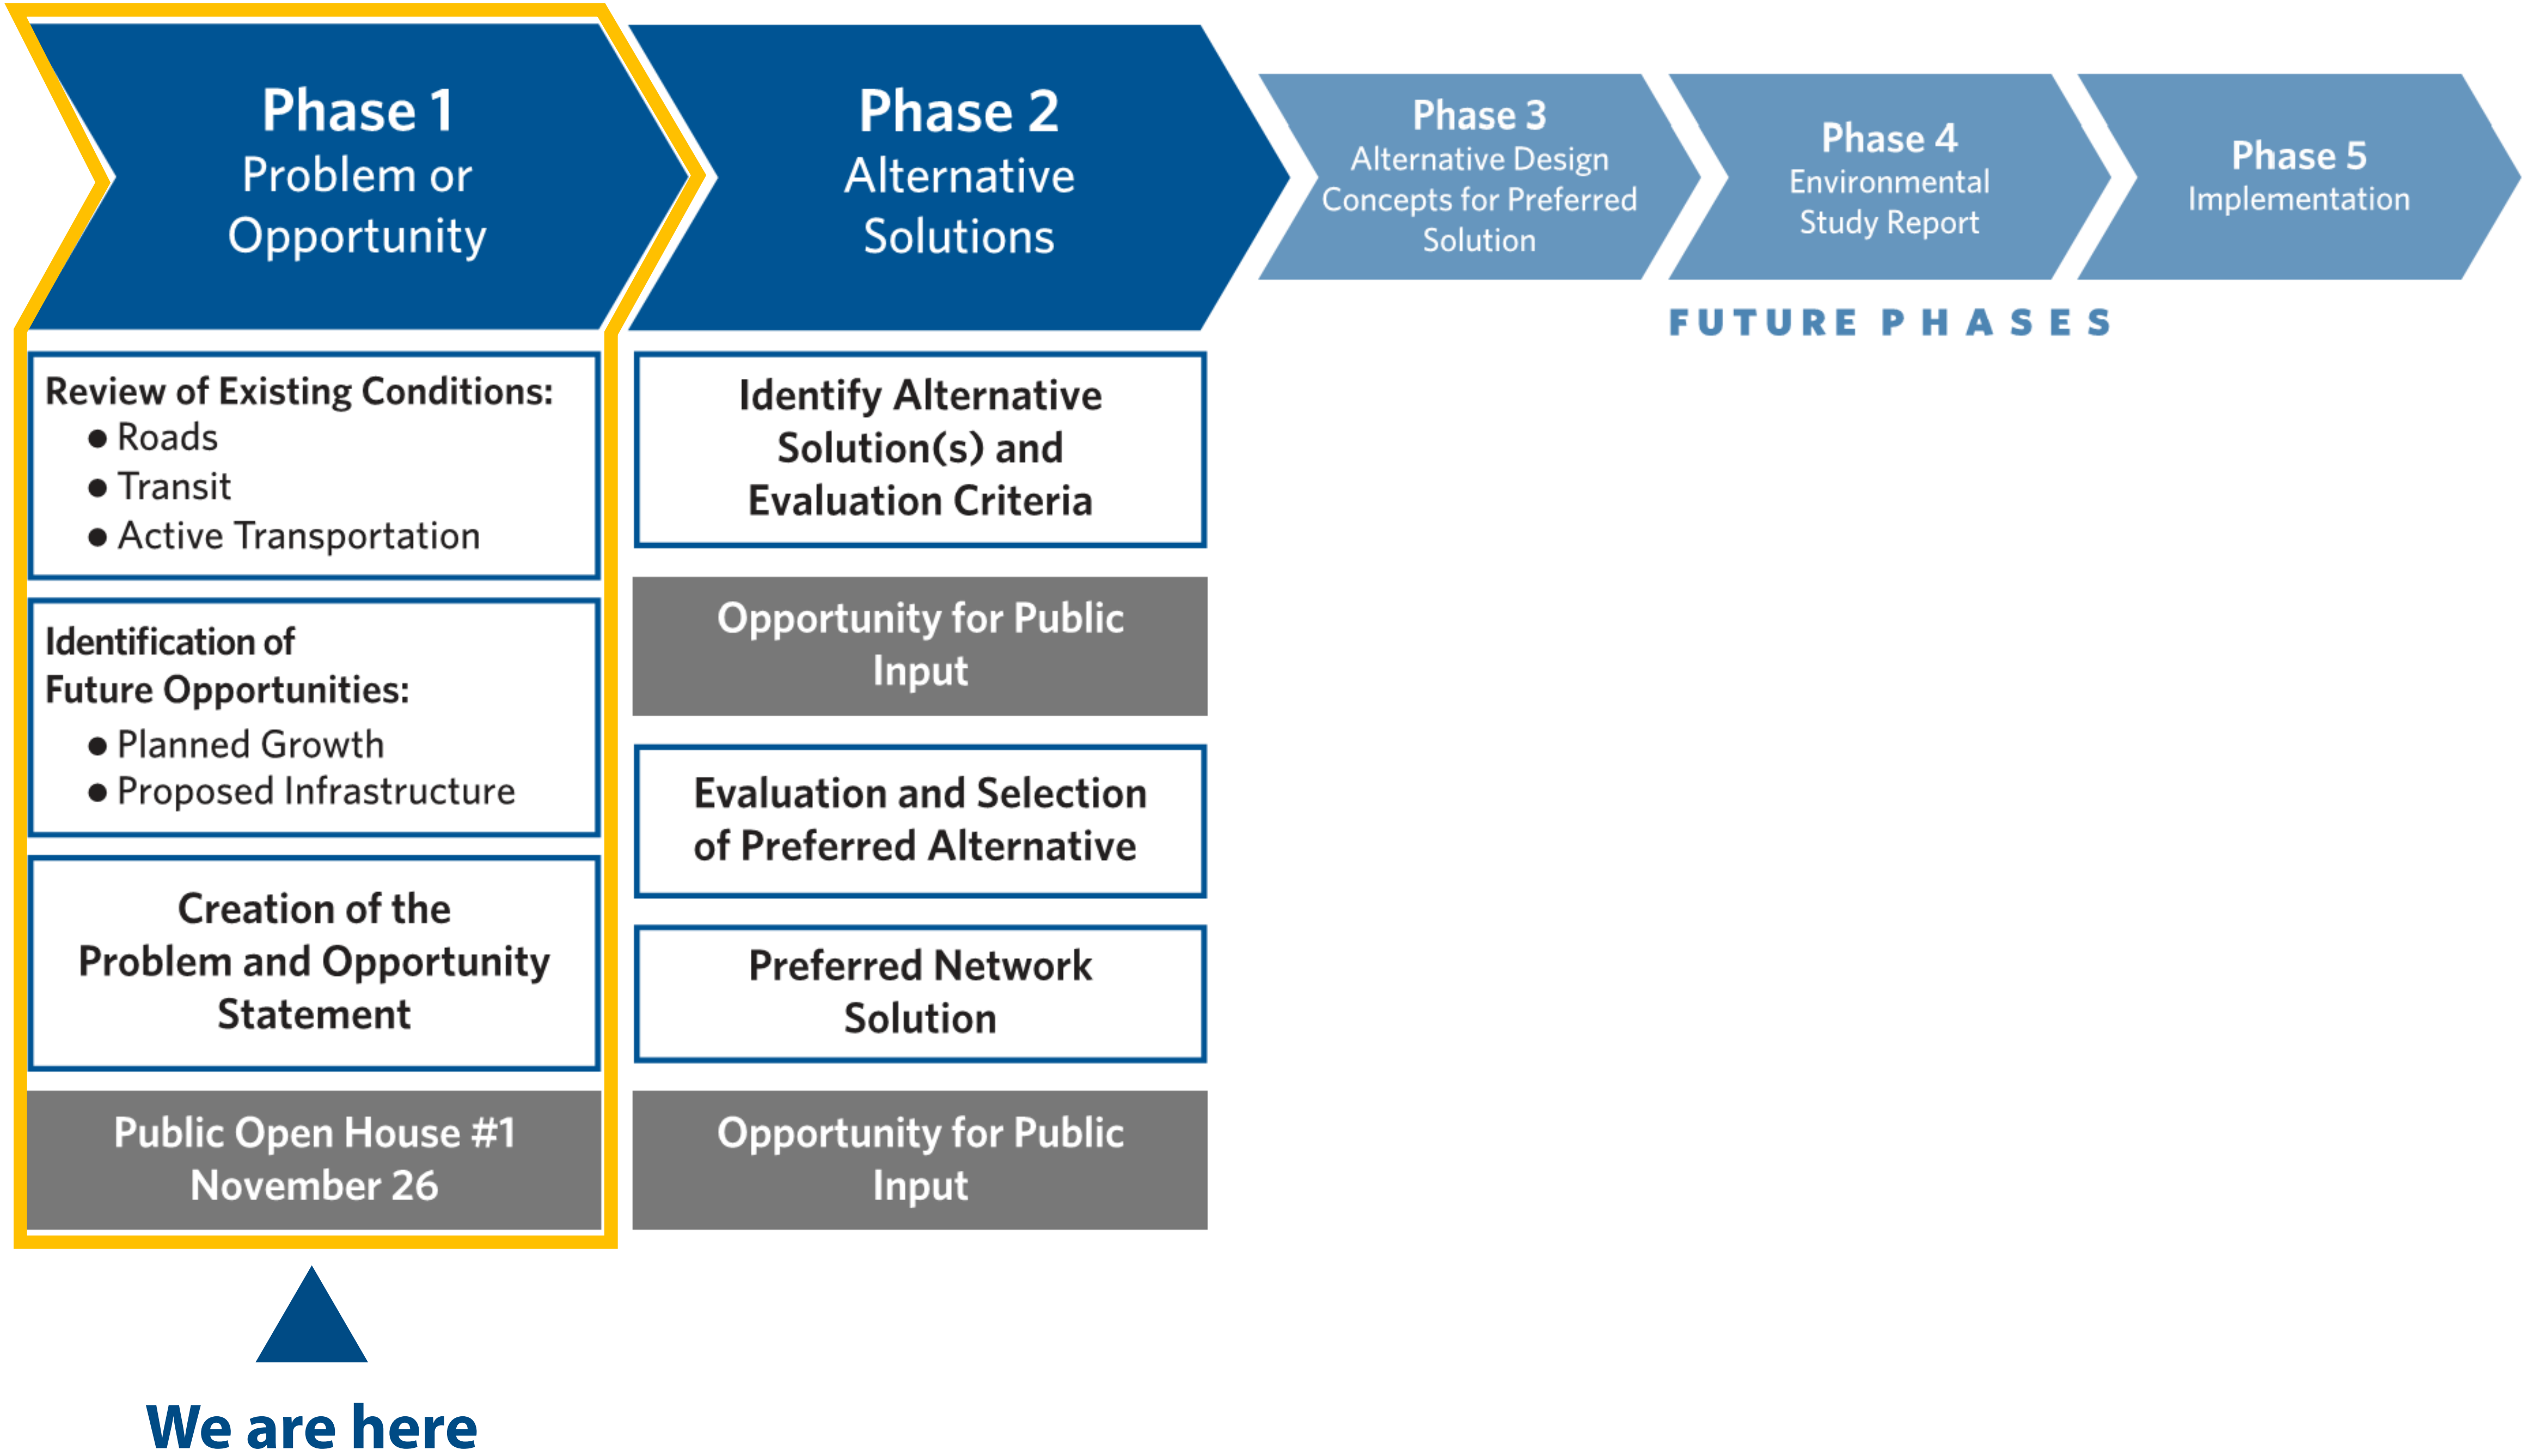 Phase 1
Problem or
Opportunity
Phase 2
Alternative
Solutions
Phase 3
Alternative Design
Concepts for Preferred
Solution
Phase 4
Environmental
Study Report
Phase 5
Implementation
FUTURE PHASES
Review of Existing Conditions:
● Roads
● Transit
● Active Transportation
Identification of
Future Opportunities:
● Planned Growth
● Proposed Infrastructure
Creation of the
Problem and Opportunity
Statement
Public Open House #1
November 26
Identify Alternative
Solution(s) and
Evaluation Criteria
Opportunity for Public
Input
Evaluation and Selection
of Preferred Alternative
Preferred Network
Solution
Opportunity for Public
Input
We are here